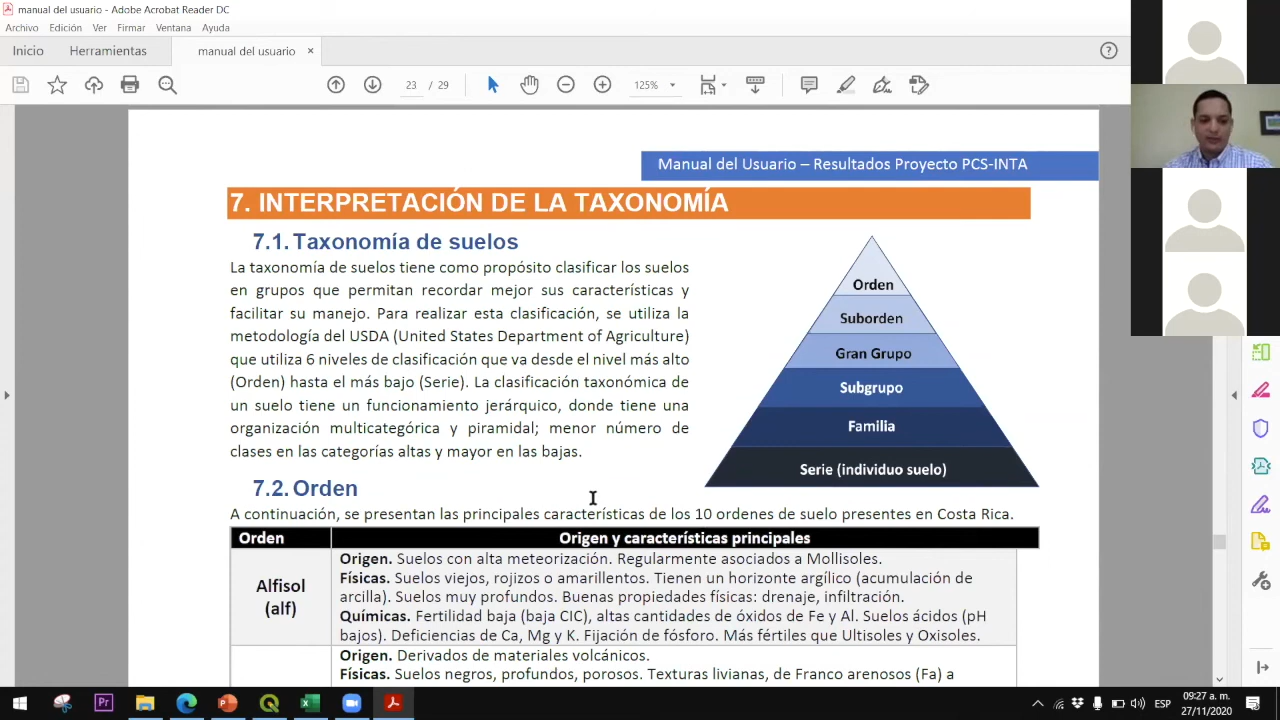 manual del usuario - Adobe Acrobat Reader DC
Archivo Edición Ver Firmar Ventana Ayuda
Inicio Herramientas manual del usuario ×
23 / 29 125%
Manual del Usuario – Resultados Proyecto PCS-INTA
7. INTERPRETACIÓN DE LA TAXONOMÍA
7.1. Taxonomía de suelos
La taxonomía de suelos tiene como propósito clasificar los suelos
en grupos que permitan recordar mejor sus características y
facilitar su manejo. Para realizar esta clasificación, se utiliza la
metodología del USDA (United States Department of Agriculture)
que utiliza 6 niveles de clasificación que va desde el nivel más alto
(Orden) hasta el más bajo (Serie). La clasificación taxonómica de
un suelo tiene un funcionamiento jerárquico, donde tiene una
organización multicategórica y piramidal; menor número de
clases en las categorías altas y mayor en las bajas.
Orden
Suborden
Gran Grupo
Subgrupo
Familia
Serie (individuo suelo)
7.2. Orden
A continuación, se presentan las principales características de los 10 ordenes de suelo presentes en Costa Rica.
Orden Origen y características principales
Alfisol
(alf)
Origen. Suelos con alta meteorización. Regularmente asociados a Mollisoles.
Físicas. Suelos viejos, rojizos o amarillentos. Tienen un horizonte argílico (acumulación de
arcilla). Suelos muy profundos. Buenas propiedades físicas: drenaje, infiltración.
Químicas. Fertilidad baja (baja CIC), altas cantidades de óxidos de Fe y Al. Suelos ácidos (pH
bajos). Deficiencias de Ca, Mg y K. Fijación de fósforo. Más fértiles que Ultisoles y Oxisoles.
Origen. Derivados de materiales volcánicos.
Físicas. Suelos negros, profundos, porosos. Texturas livianas, de Franco arenosos (Fa) a
Pr
ESP
09:27 a. m.
27/11/2020